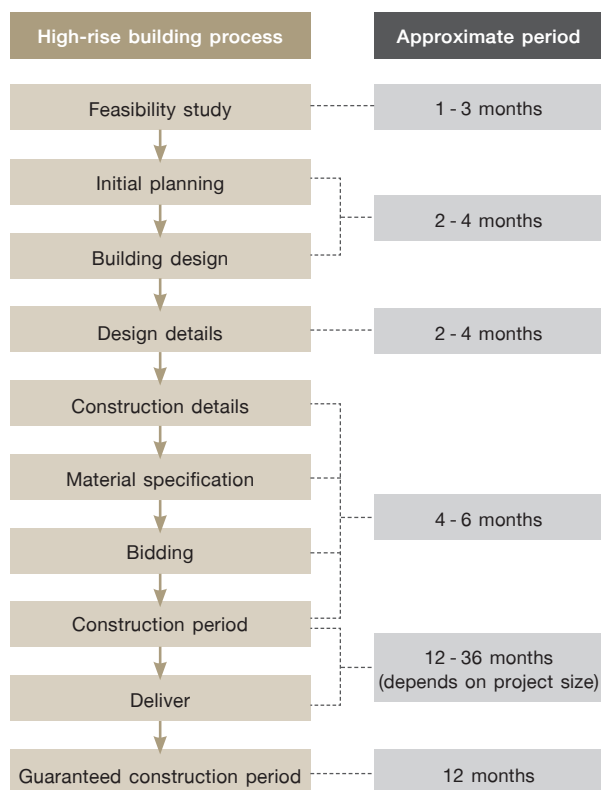 High-rise building process
Approximate period
Feasibility study
1 - 3 months
Initial planning
2 - 4 months
Building design
Design details
2 - 4 months
Construction details
Material specification
4 - 6 months
Bidding
Construction period
12 - 36 months
(depends on project size)
Deliver
Guaranteed construction period
12 months